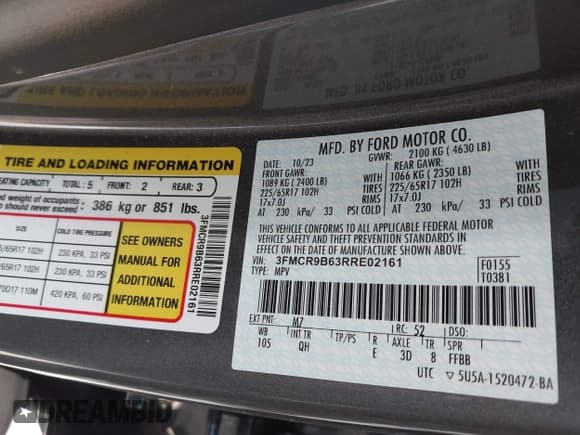 TIRE AND LOADING INFORMATION
EATING CAPACITY TOTAL: 5 FRONT: 2 REAR: 3
weight of occupants
should never exceed 386 kg or 851 lbs.
SIZE COLD TIRE PRESSURE
/65R17 102H 230 KPA, 33 PSI
65R17 102H 230 KPA, 33 PSI
70D17 110M 420 KPA, 60 PSI
SEE OWNERS
MANUAL FOR
ADDITIONAL
INFORMATION
3FMCR9B63RRE02161
MFD. BY FORD MOTOR CO.
DATE: 10/23 GVWR: 2100 KG ( 4630 LB)
FRONT GAWR: REAR GAWR:
1089 KG ( 2400 LB) WITH 1066 KG ( 2350 LB) WITH
225/65R17 102H TIRES 225/65R17 102H TIRES
17x7.0J RIMS 17x7.0J RIMS
AT 230 kPa/ 33 PSI COLD AT 230 kPa/ 33 PSI COLD
THIS VEHICLE CONFORMS TO ALL APPLICABLE FEDERAL MOTOR
VEHICLE SAFETY AND THEFT PREVENTION STANDARDS IN EFFECT
ON THE DATE OF MANUFACTURE SHOWN ABOVE.
VIN: 3FMCR9B63RRE02161
TYPE: MPV
F0155
T0381
EXT PNT: M7 RC: 52 DSO:
WB INT TR TP/PS R AXLE TR SPR
105 QH E 3D 8 FFBB
UTC ▽ 5U5A-1520472-BA
DREAMBID